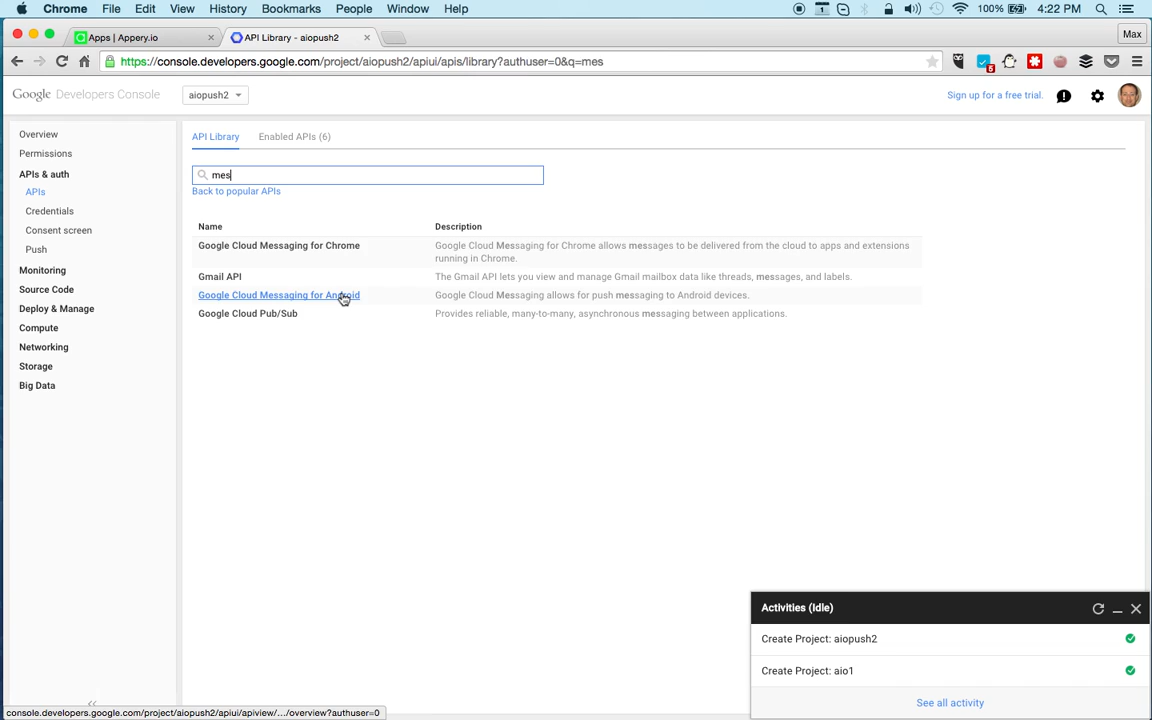 Chrome File Edit View History Bookmarks People Window Help 1 100% 4:22 PM
Apps | Appery.io API Library - aiopush2 Max
https://console.developers.google.com/project/aiopush2/apiui/apis/library?authuser=0&q=mes 5
Google Developers Console aiopush2 Sign up for a free trial.
Overview
Permissions
APIs & auth
APIs
Credentials
Consent screen
Push
Monitoring
Source Code
Deploy & Manage
Compute
Networking
Storage
Big Data
API Library Enabled APIs (6)
mes
Back to popular APIs
Name Description
Google Cloud Messaging for Chrome Google Cloud Messaging for Chrome allows messages to be delivered from the cloud to apps and extensions
running in Chrome.
Gmail API The Gmail API lets you view and manage Gmail mailbox data like threads, messages, and labels.
Google Cloud Messaging for Android Google Cloud Messaging allows for push messaging to Android devices.
Google Cloud Pub/Sub Provides reliable, many-to-many, asynchronous messaging between applications.
Activities (Idle)
Create Project: aiopush2
Create Project: aio1
See all activity
console.developers.google.com/project/aiopush2/apiui/apiview/.../overview?authuser=0